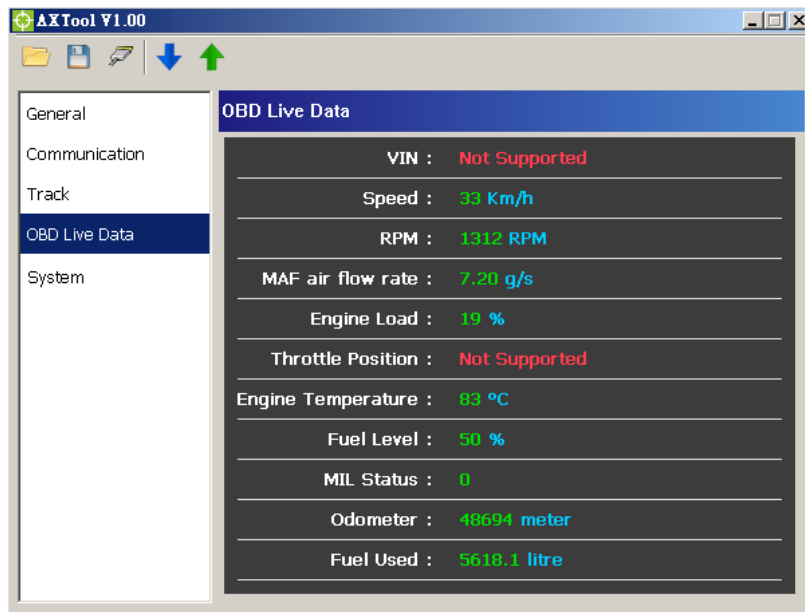 AXTool V1.00
General
Communication
Track
OBD Live Data
System
OBD Live Data
VIN : Not Supported
Speed : 33 Km/h
RPM : 1312 RPM
MAF air flow rate : 7.20 g/s
Engine Load : 19 %
Throttle Position : Not Supported
Engine Temperature : 83 ºC
Fuel Level : 50 %
MIL Status : 0
Odometer : 48694 meter
Fuel Used : 5618.1 litre